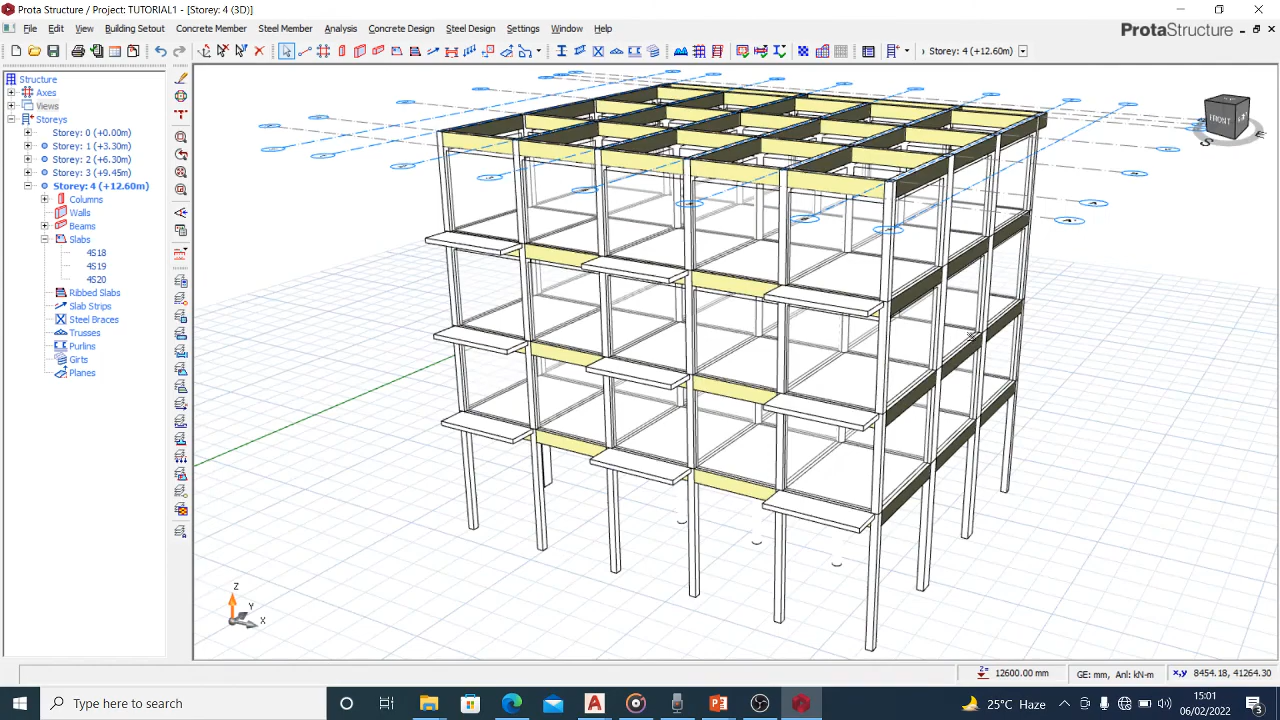 Prota Structure / Project: TUTORIAL1 - [Storey: 4 (3D)]
File Edit View Building Setout Concrete Member Steel Member Analysis Concrete Design Steel Design Settings Window Help
ProtaStructure
Storey: 4 (+12.60m)
Structure
Axes
Views
Storeys
Storey: 0 (+0.00m)
Storey: 1 (+3.30m)
Storey: 2 (+6.30m)
Storey: 3 (+9.45m)
Storey: 4 (+12.60m)
Columns
Walls
Beams
Slabs
4S18
4S19
4S20
Ribbed Slabs
Slab Strips
Steel Braces
Trusses
Purlins
Girts
Planes
FRONT
S
E
Z
Y
X
Z= 12600.00 mm
GE: mm, Anl: kN-m
x,y 8454.18, 41264.30
Type here to search
25°C Haze
15:01
06/02/2022